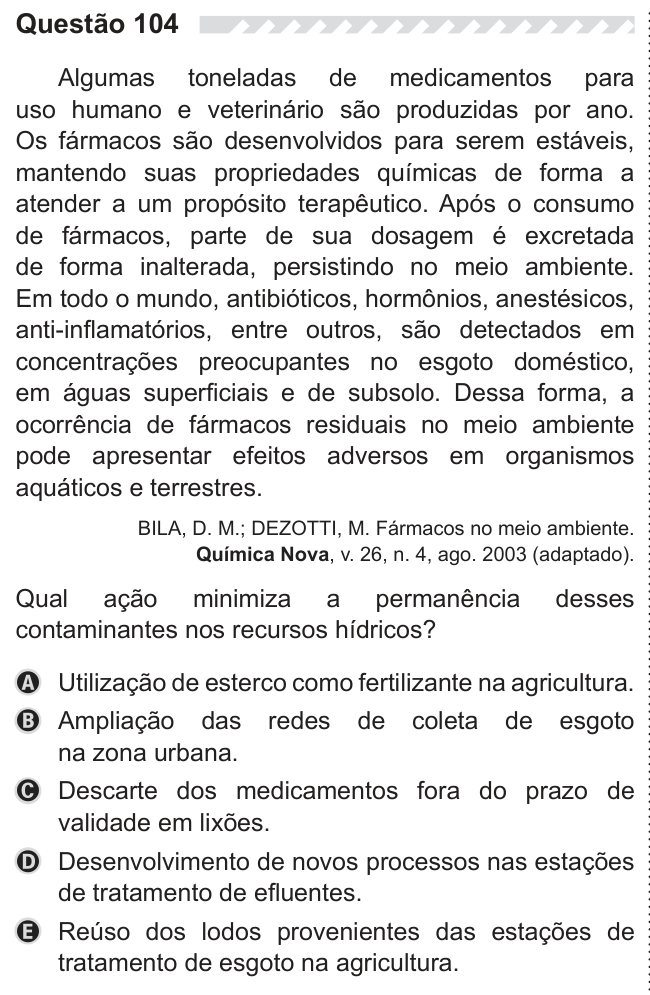 Questão 104
Algumas toneladas de medicamentos para
uso humano e veterinário são produzidas por ano.
Os fármacos são desenvolvidos para serem estáveis,
mantendo suas propriedades químicas de forma a
atender a um propósito terapêutico. Após o consumo
de fármacos, parte de sua dosagem é excretada
de forma inalterada, persistindo no meio ambiente.
Em todo o mundo, antibióticos, hormônios, anestésicos,
anti-inflamatórios, entre outros, são detectados em
concentrações preocupantes no esgoto doméstico,
em águas superficiais e de subsolo. Dessa forma, a
ocorrência de fármacos residuais no meio ambiente
pode apresentar efeitos adversos em organismos
aquáticos e terrestres.
BILA, D. M.; DEZOTTI, M. Fármacos no meio ambiente.
Química Nova, v. 26, n. 4, ago. 2003 (adaptado).
Qual ação minimiza a permanência desses
contaminantes nos recursos hídricos?
A Utilização de esterco como fertilizante na agricultura.
B Ampliação das redes de coleta de esgoto
na zona urbana.
C Descarte dos medicamentos fora do prazo de
validade em lixões.
D Desenvolvimento de novos processos nas estações
de tratamento de efluentes.
E Reúso dos lodos provenientes das estações de
tratamento de esgoto na agricultura.